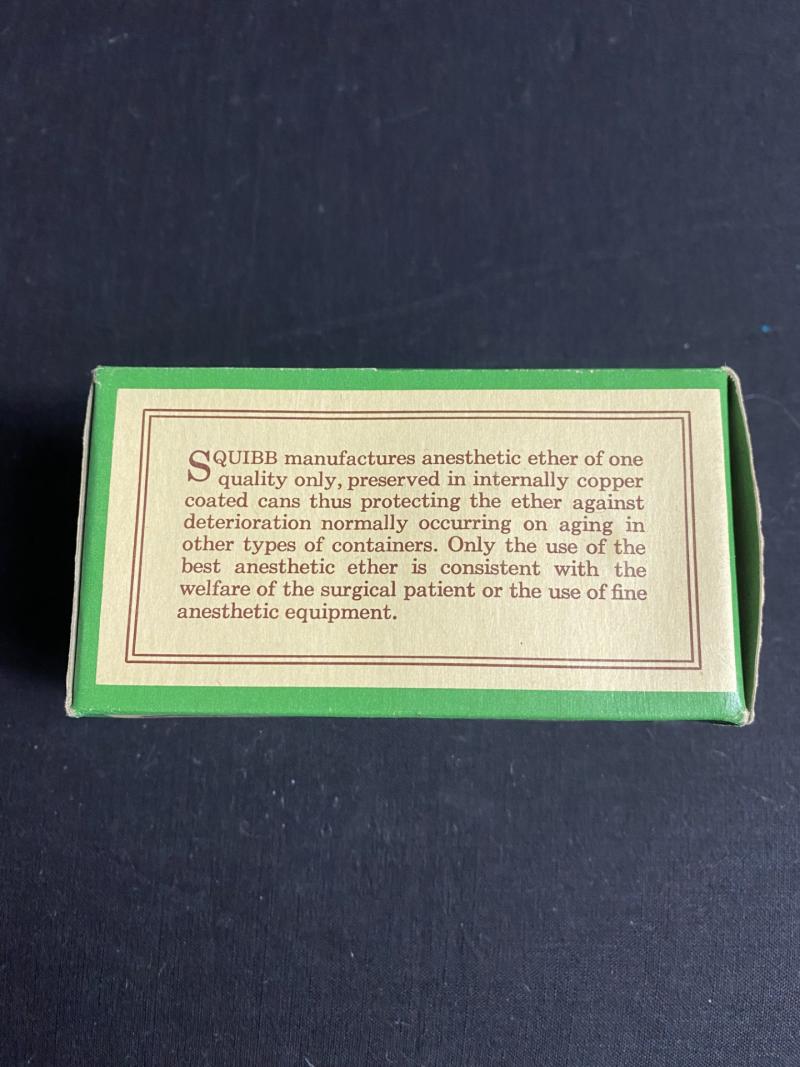 SQUIBB manufactures anesthetic ether of one
quality only, preserved in internally copper
coated cans thus protecting the ether against
deterioration normally occurring on aging in
other types of containers. Only the use of the
best anesthetic ether is consistent with the
welfare of the surgical patient or the use of fine
anesthetic equipment.